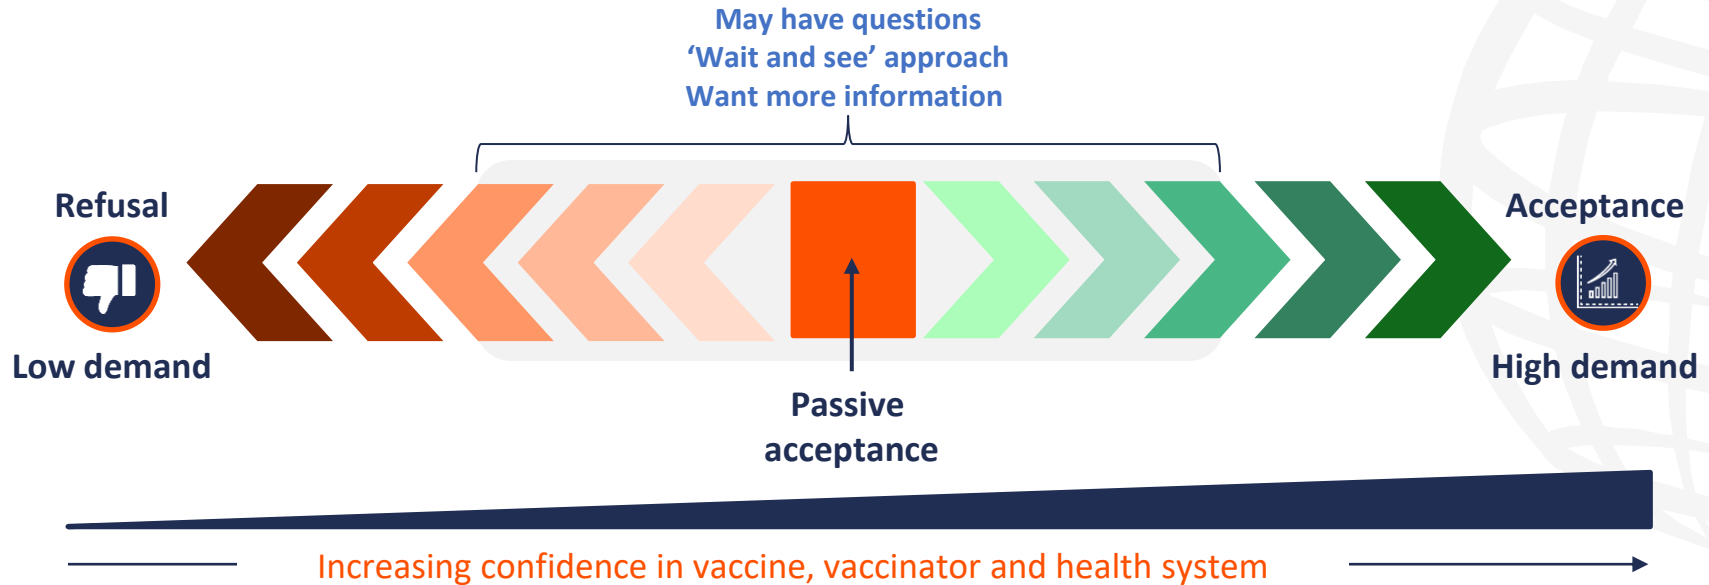 May have questions
‘Wait and see’ approach
Want more information
Refusal
Acceptance
Low demand
High demand
Passive
acceptance
Increasing confidence in vaccine, vaccinator and health system